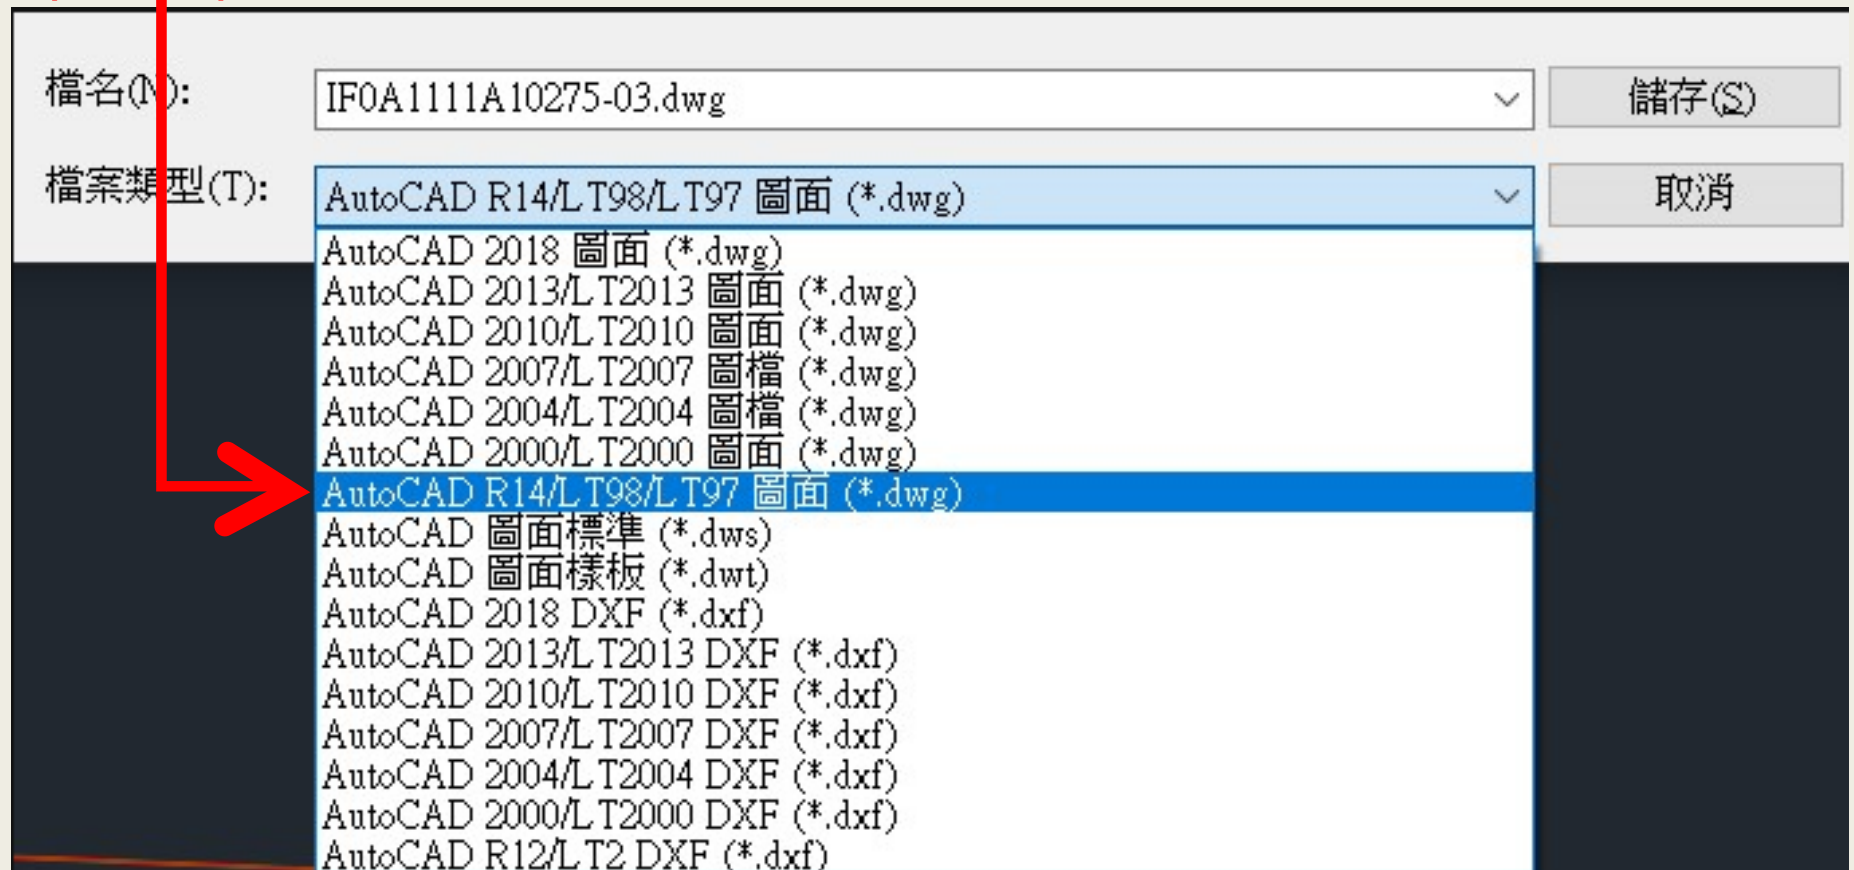 檔名(N):
IF0A1111A10275-03.dwg
儲存(S)
檔案類型(T):
AutoCAD R14/LT98/LT97 圖面 (*.dwg)
取消
AutoCAD 2018 圖面 (*.dwg)
AutoCAD 2013/LT2013 圖面 (*.dwg)
AutoCAD 2010/LT2010 圖面 (*.dwg)
AutoCAD 2007/LT2007 圖檔 (*.dwg)
AutoCAD 2004/LT2004 圖檔 (*.dwg)
AutoCAD 2000/LT2000 圖面 (*.dwg)
AutoCAD R14/LT98/LT97 圖面 (*.dwg)
AutoCAD 圖面標準 (*.dws)
AutoCAD 圖面樣板 (*.dwt)
AutoCAD 2018 DXF (*.dxf)
AutoCAD 2013/LT2013 DXF (*.dxf)
AutoCAD 2010/LT2010 DXF (*.dxf)
AutoCAD 2007/LT2007 DXF (*.dxf)
AutoCAD 2004/LT2004 DXF (*.dxf)
AutoCAD 2000/LT2000 DXF (*.dxf)
AutoCAD R12/LT2 DXF (*.dxf)